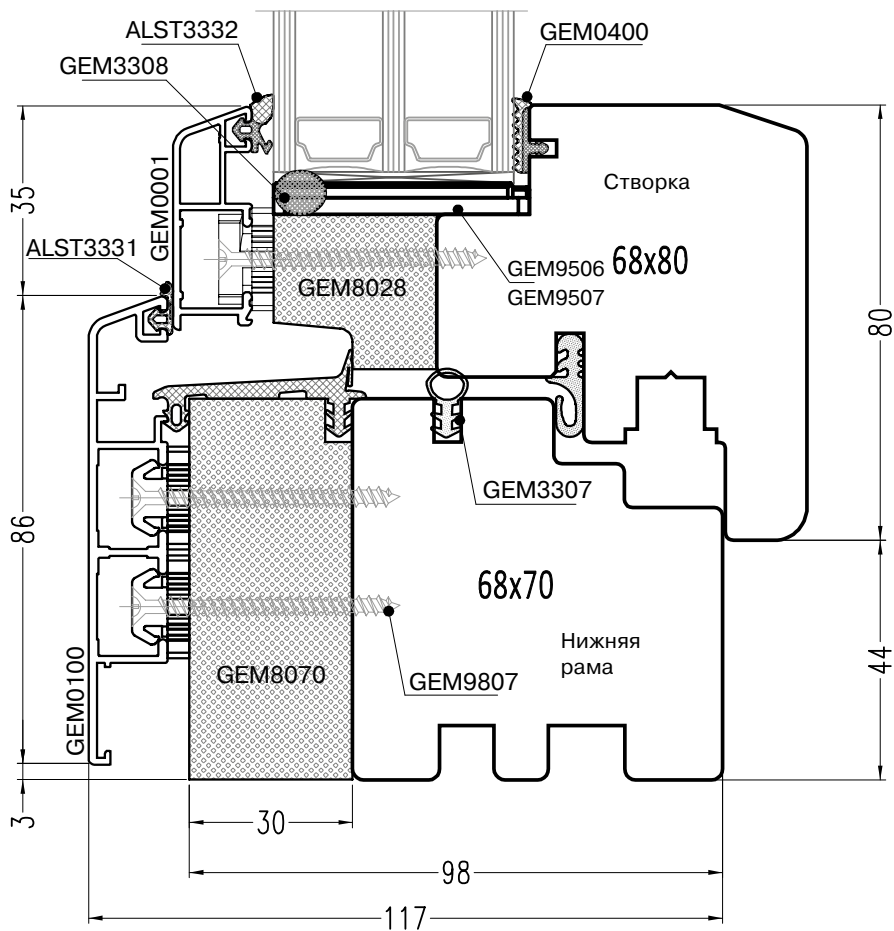 ALST3332
GEM0400
GEM3308
GEM0001
35
Створка
ALST3331
68x80
GEM9506
GEM9507
GEM8028
80
86
GEM3307
68x70
Нижняя
рама
44
GEM8070
GEM9807
GEM0100
3
30
98
117